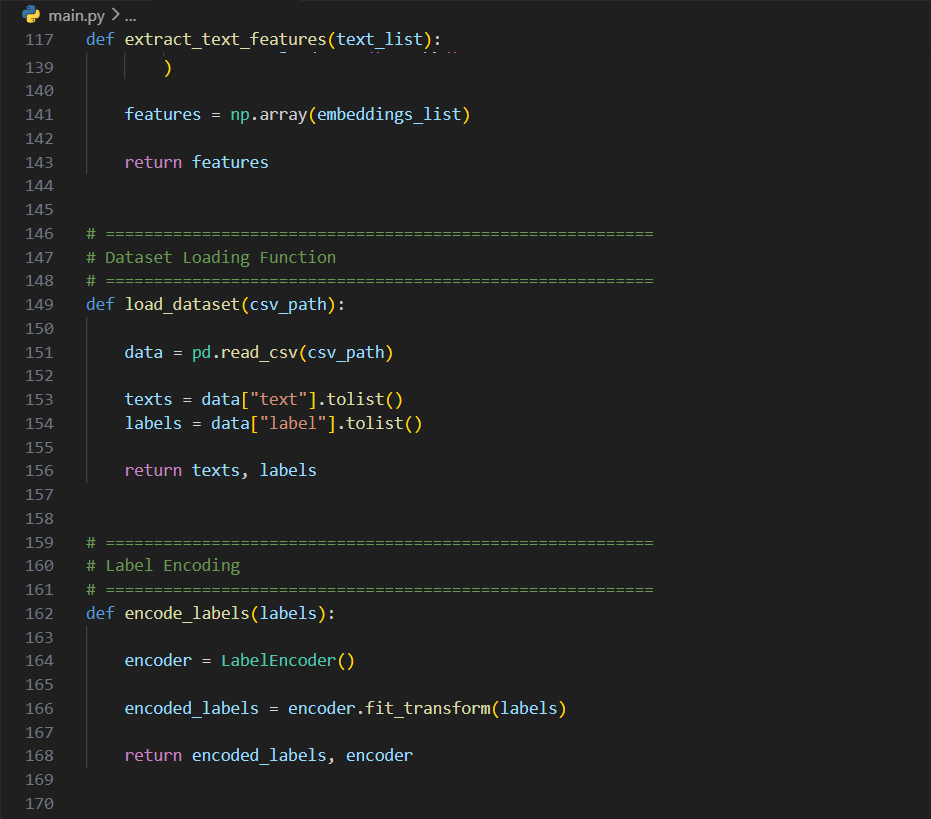 main.py > ...
117 def extract_text_features(text_list):
139         )
140
141     features = np.array(embeddings_list)
142
143     return features
144
145
146 # =========================================================
147 # Dataset Loading Function
148 # =========================================================
149 def load_dataset(csv_path):
150
151     data = pd.read_csv(csv_path)
152
153     texts = data["text"].tolist()
154     labels = data["label"].tolist()
155
156     return texts, labels
157
158
159 # =========================================================
160 # Label Encoding
161 # =========================================================
162 def encode_labels(labels):
163
164     encoder = LabelEncoder()
165
166     encoded_labels = encoder.fit_transform(labels)
167
168     return encoded_labels, encoder
169
170